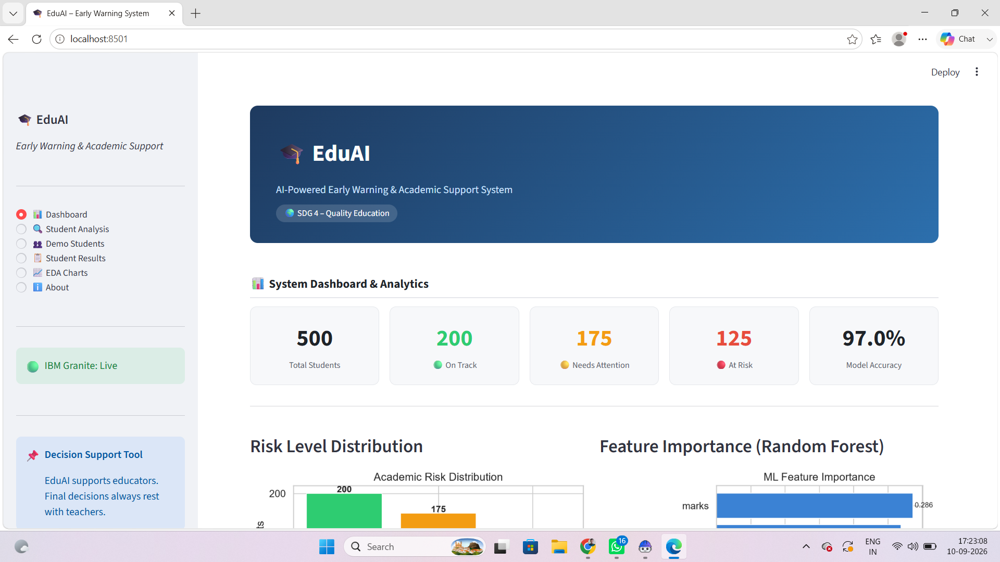 EduAI – Early Warning System
localhost:8501
Chat
Deploy
EduAI
Early Warning & Academic Support
Dashboard
Student Analysis
Demo Students
Student Results
EDA Charts
About
IBM Granite: Live
Decision Support Tool
EduAI supports educators.
Final decisions always rest
with teachers.
EduAI
AI-Powered Early Warning & Academic Support System
SDG 4 – Quality Education
System Dashboard & Analytics
500
Total Students
200
On Track
175
Needs Attention
125
At Risk
97.0%
Model Accuracy
Risk Level Distribution
Academic Risk Distribution
200
200
175
Feature Importance (Random Forest)
ML Feature Importance
marks
0.286
Search
16
ENG
IN
17:23:08
10-09-2026